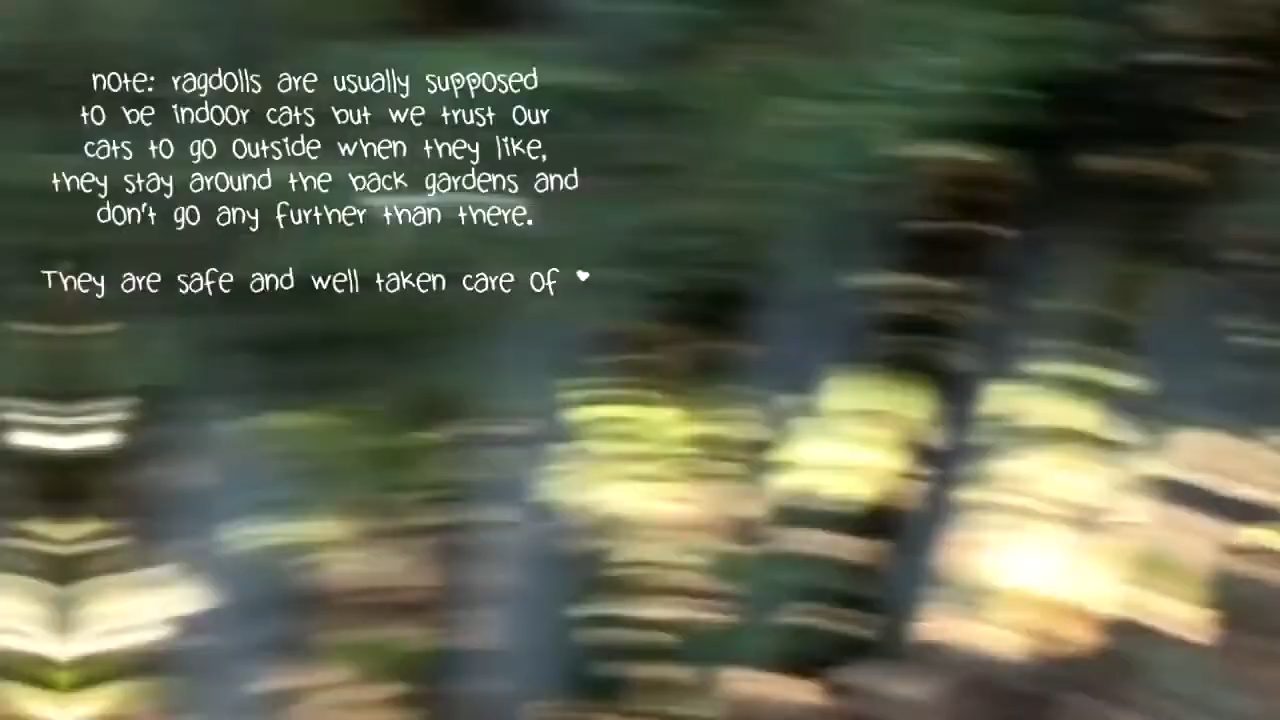 note: ragdolls are usually supposed
to be indoor cats but we trust our
cats to go outside when they like,
they stay around the back gardens and
don't go any further than there.
They are safe and well taken care of ♥